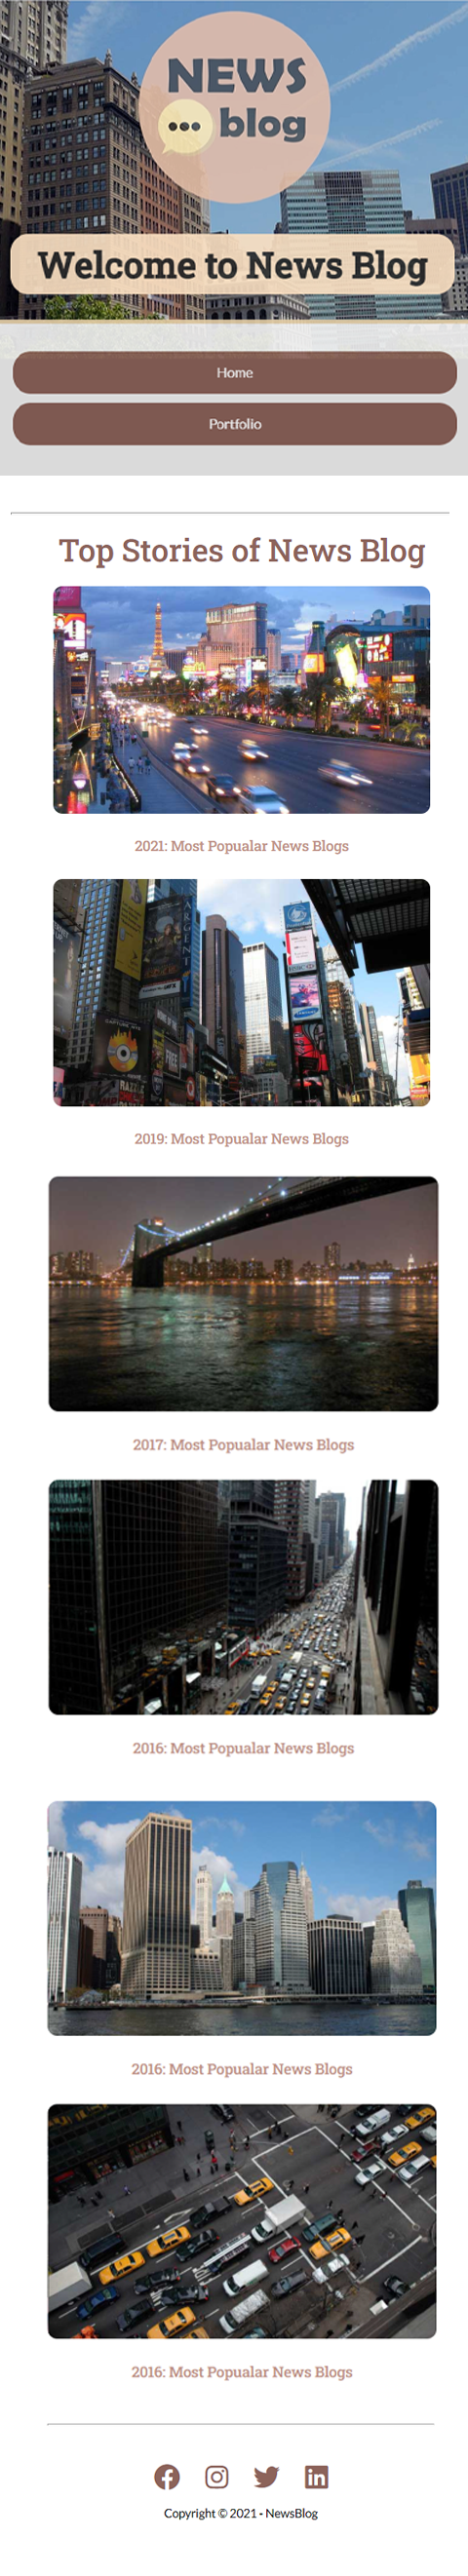 NEWS
blog
Welcome to News Blog
Home
Portfolio
Top Stories of News Blog
2021: Most Popualar News Blogs
ARGENT
2019: Most Popualar News Blogs
2017: Most Popualar News Blogs
2016: Most Popualar News Blogs
2016: Most Popualar News Blogs
2016: Most Popualar News Blogs
Copyright © 2021 - NewsBlog